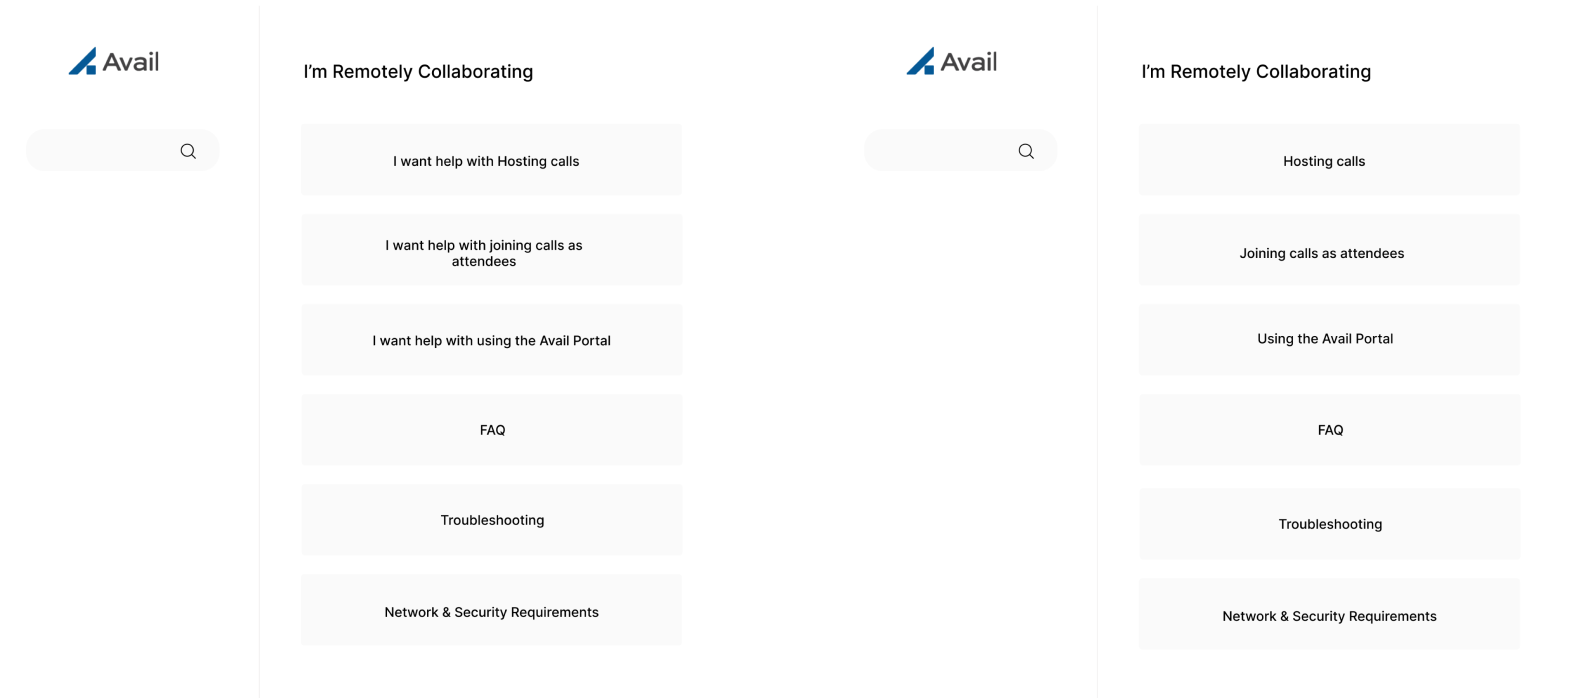 Avail
I’m Remotely Collaborating
I want help with Hosting calls
I want help with joining calls as
attendees
I want help with using the Avail Portal
FAQ
Troubleshooting
Network & Security Requirements
Avail
I’m Remotely Collaborating
Hosting calls
Joining calls as attendees
Using the Avail Portal
FAQ
Troubleshooting
Network & Security Requirements